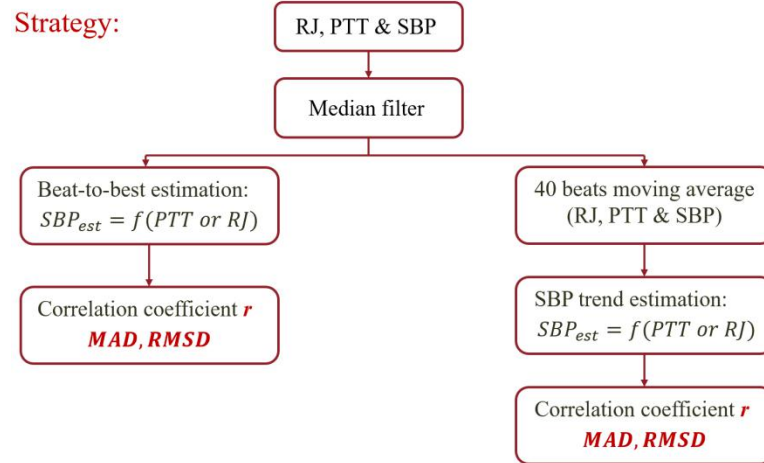 Strategy:
RJ, PTT & SBP
Median filter
Beat-to-best estimation:
SBP_est = f(PTT or RJ)
Correlation coefficient r
MAD, RMSD
40 beats moving average
(RJ, PTT & SBP)
SBP trend estimation:
SBP_est = f(PTT or RJ)
Correlation coefficient r
MAD, RMSD